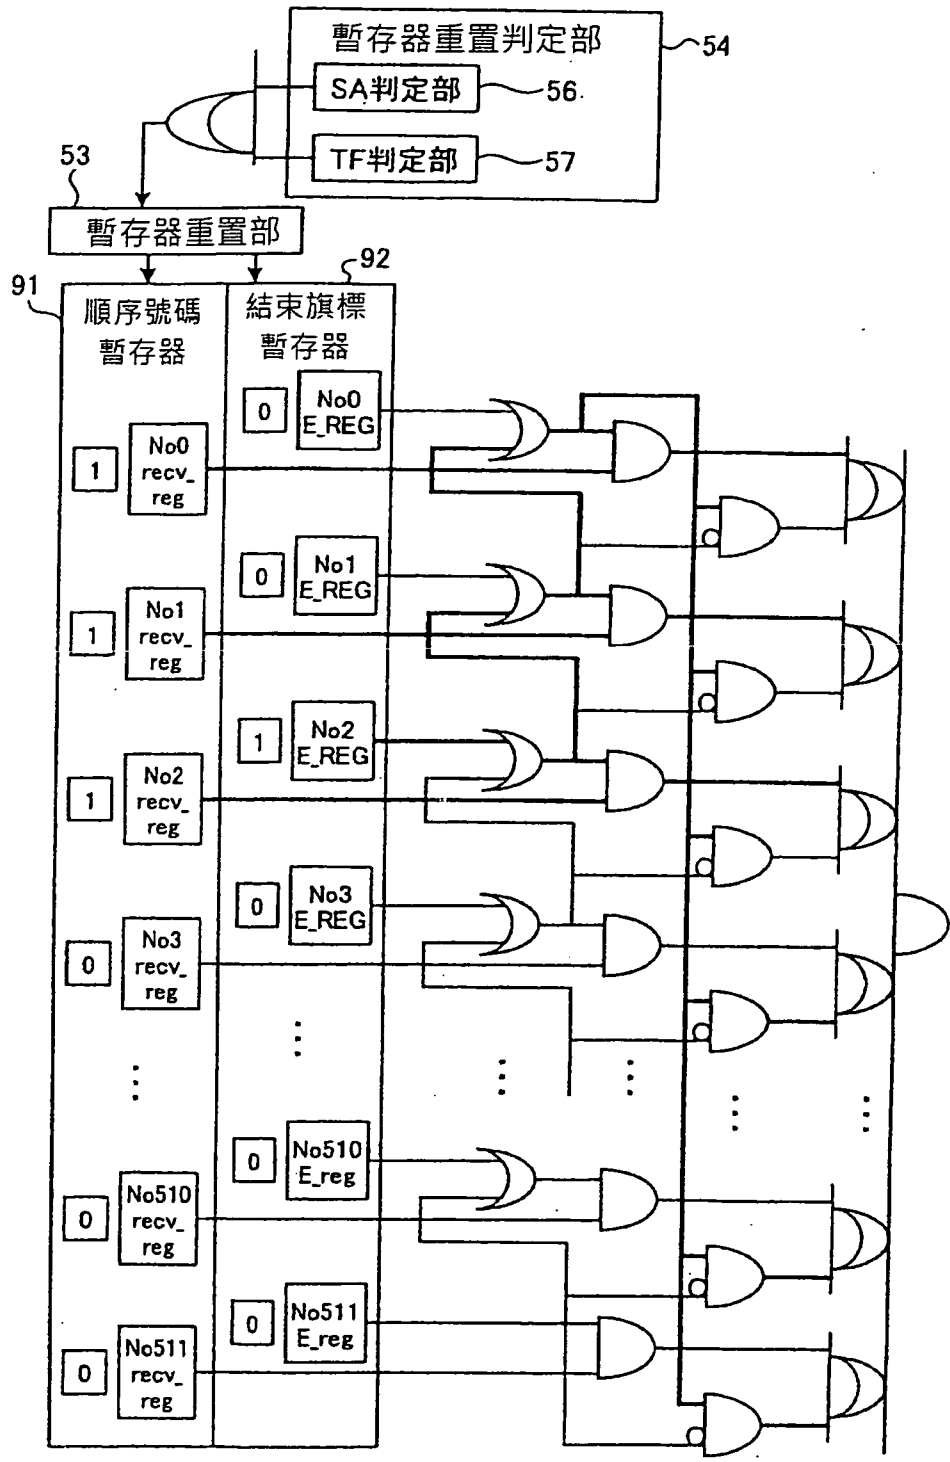 暫存器重置判定部
54
SA判定部
56
TF判定部
57
53
暫存器重置部
91
92
順序號碼
暫存器
結束旗標
暫存器
0
No0
E_REG
1
No0
recv_
reg
0
No1
E_REG
1
No1
recv_
reg
1
No2
E_REG
1
No2
recv_
reg
0
No3
E_REG
0
No3
recv_
reg
0
No510
E_reg
0
No510
recv_
reg
0
No511
E_reg
0
No511
recv_
reg